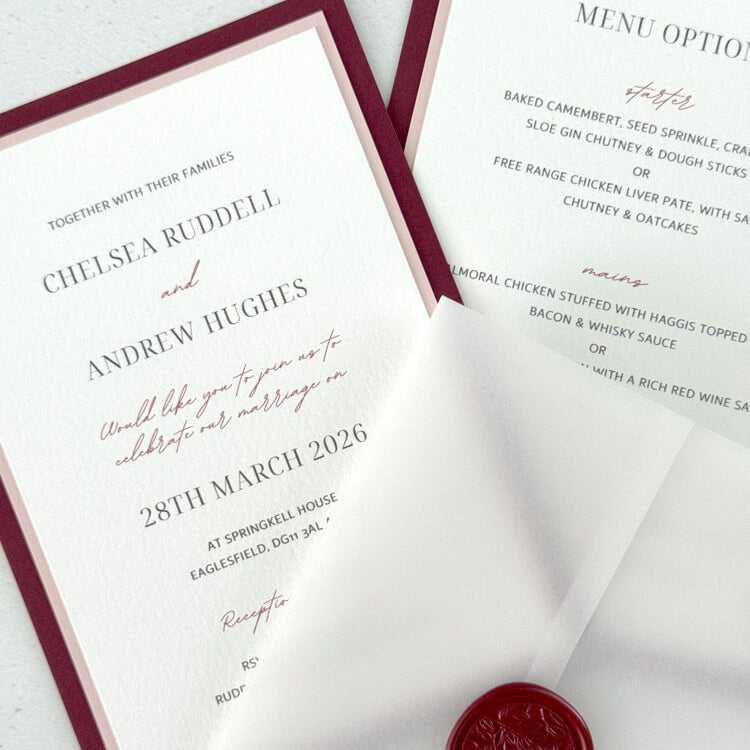 TOGETHER WITH THEIR FAMILIES
CHELSEA RUDDELL
and
ANDREW HUGHES
Would like you to join us to
celebrate our marriage on
28TH MARCH 2026
AT SPRINGKELL HOUSE
EAGLESFIELD, DG11 3AL
MENU
starter
BAKED CAMEMBERT, SEED SPRINKLE,
SLOE GIN CHUTNEY & DOUGH STICKS
OR
FREE RANGE CHICKEN LIVER PATE, WITH
CHUTNEY & OATCAKES
mains
CHICKEN STUFFED WITH HAGGIS TOPPED
BACON & WHISKY SAUCE
OR
WITH A RICH RED WINE